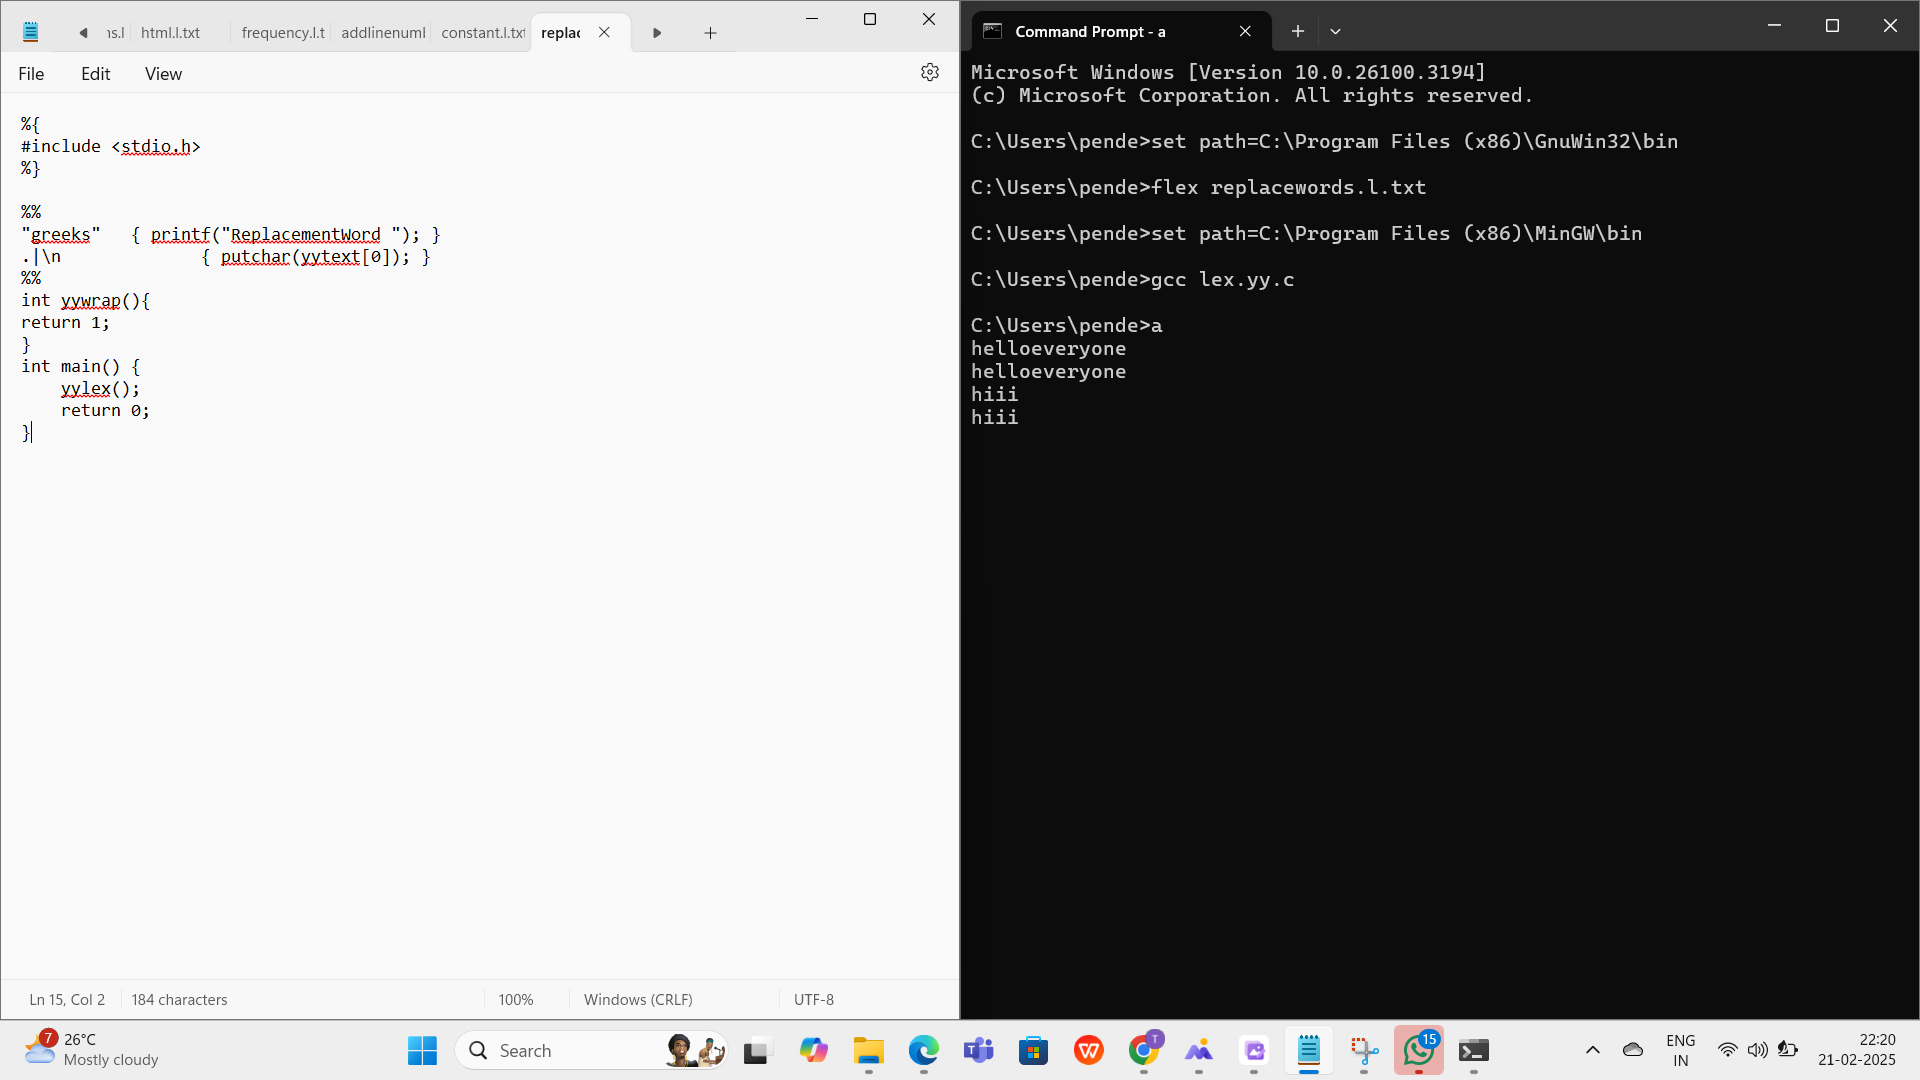 ns.l html.l.txt frequency.l.t addlinenuml constant.l.txt replac
File Edit View
%{
#include <stdio.h>
%}
%%
"greeks" { printf("ReplacementWord "); }
.|\n { putchar(yytext[0]); }
%%
int yywrap(){
return 1;
}
int main() {
yylex();
return 0;
}
Ln 15, Col 2 184 characters 100% Windows (CRLF) UTF-8
Command Prompt - a
Microsoft Windows [Version 10.0.26100.3194]
(c) Microsoft Corporation. All rights reserved.
C:\Users\pende>set path=C:\Program Files (x86)\GnuWin32\bin
C:\Users\pende>flex replacewords.l.txt
C:\Users\pende>set path=C:\Program Files (x86)\MinGW\bin
C:\Users\pende>gcc lex.yy.c
C:\Users\pende>a
helloeveryone
helloeveryone
hiii
hiii
7 26°C
Mostly cloudy
Search
T
W
T
15
ENG
IN
22:20
21-02-2025